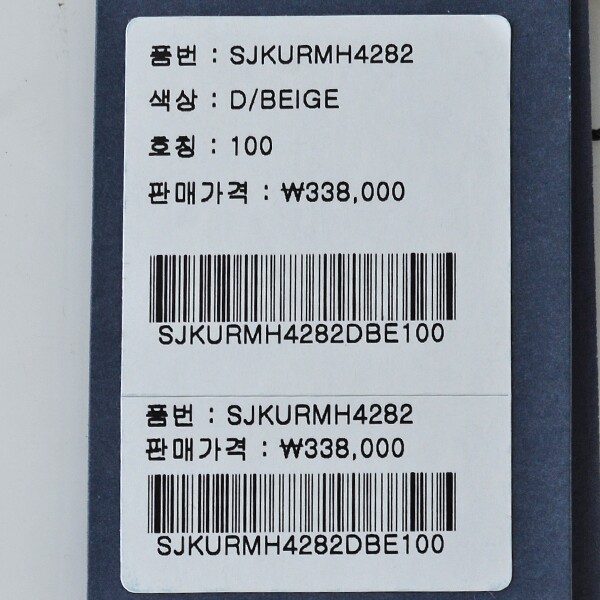 품번 : SJKURMH4282
색상 : D/BEIGE
호칭 : 100
판매가격 : ₩338,000
SJKURMH4282DBE100
품번 : SJKURMH4282
판매가격 : ₩338,000
SJKURMH4282DBE100